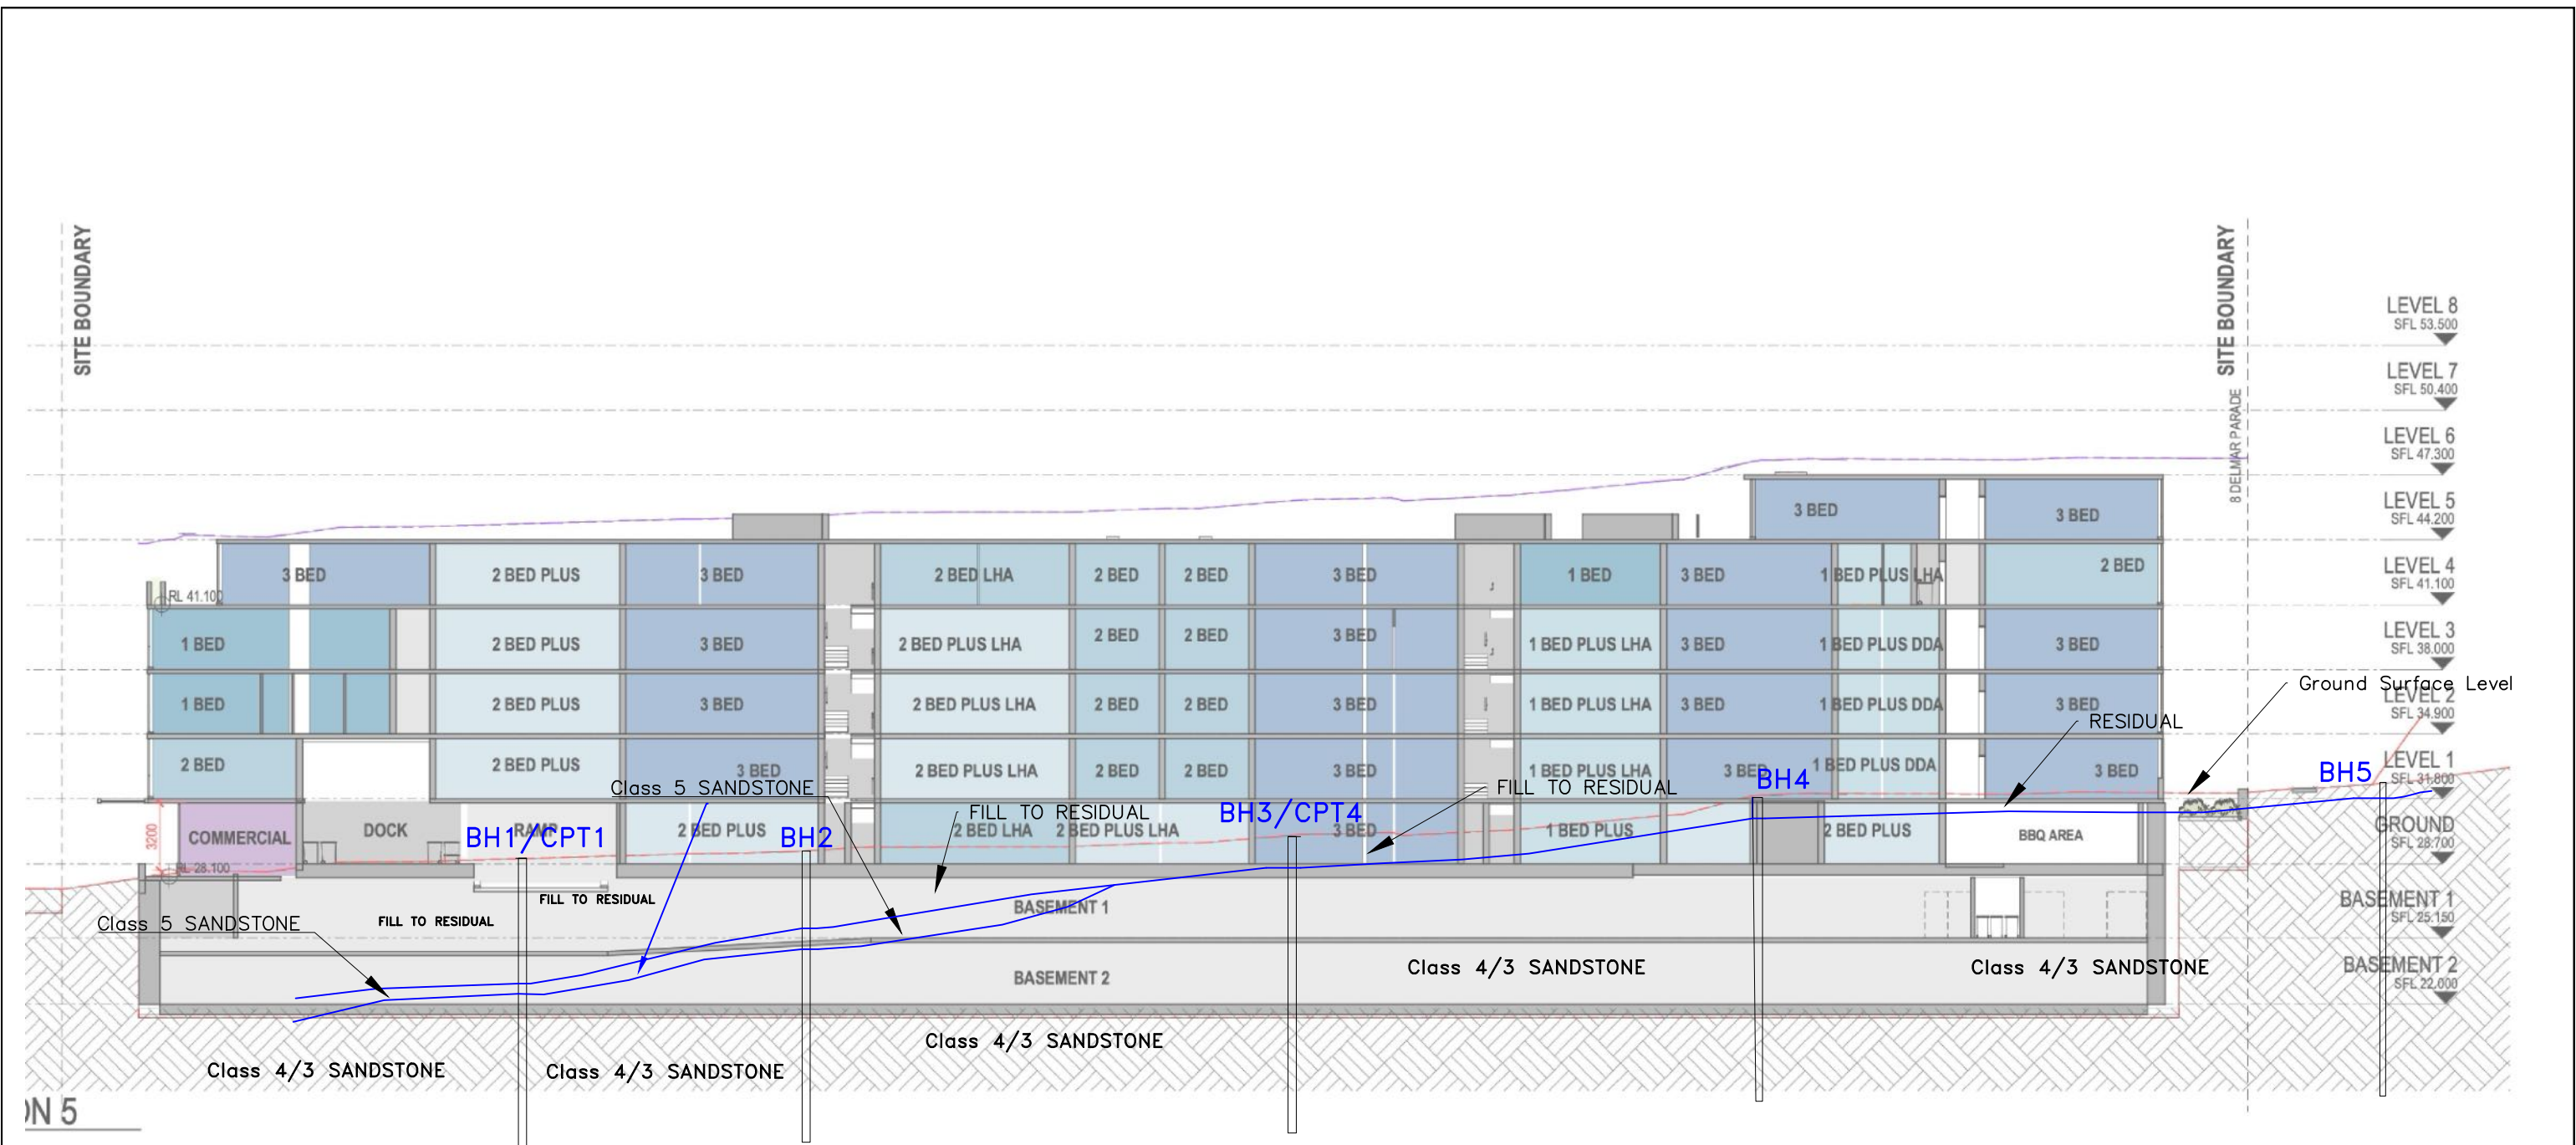 SITE BOUNDARY
SITE BOUNDARY
8 DELMAR PARADE
LEVEL 8
SFL 53.500
LEVEL 7
SFL 50.400
LEVEL 6
SFL 47.300
LEVEL 5
SFL 44.200
LEVEL 4
SFL 41.100
LEVEL 3
SFL 38.000
LEVEL 2
SFL 34.900
LEVEL 1
SFL 31.800
GROUND
SFL 28.700
BASEMENT 1
SFL 25.150
BASEMENT 2
SFL 22.000
3 BED
3 BED
3 BED
2 BED PLUS
3 BED
2 BED LHA
2 BED
2 BED
3 BED
1 BED
3 BED
1 BED PLUS LHA
2 BED
RL 41.100
1 BED
2 BED PLUS
3 BED
2 BED PLUS LHA
2 BED
2 BED
3 BED
1 BED PLUS LHA
3 BED
1 BED PLUS DDA
3 BED
1 BED
2 BED PLUS
3 BED
2 BED PLUS LHA
2 BED
2 BED
3 BED
1 BED PLUS LHA
3 BED
1 BED PLUS DDA
3 BED
Ground Surface Level
RESIDUAL
2 BED
2 BED PLUS
3 BED
2 BED PLUS LHA
2 BED
2 BED
3 BED
1 BED PLUS LHA
3 BED
1 BED PLUS DDA
3 BED
Class 5 SANDSTONE
FILL TO RESIDUAL
FILL TO RESIDUAL
BH4
BH5
3200
COMMERCIAL
DOCK
RAMP
BH1/CPT1
2 BED PLUS
BH2
2 BED LHA
2 BED PLUS LHA
BH3/CPT4
3 BED
1 BED PLUS
2 BED PLUS
BBQ AREA
RL 28.100
FILL TO RESIDUAL
FILL TO RESIDUAL
Class 5 SANDSTONE
BASEMENT 1
BASEMENT 2
Class 4/3 SANDSTONE
Class 4/3 SANDSTONE
Class 4/3 SANDSTONE
Class 4/3 SANDSTONE
Class 4/3 SANDSTONE
ON 5